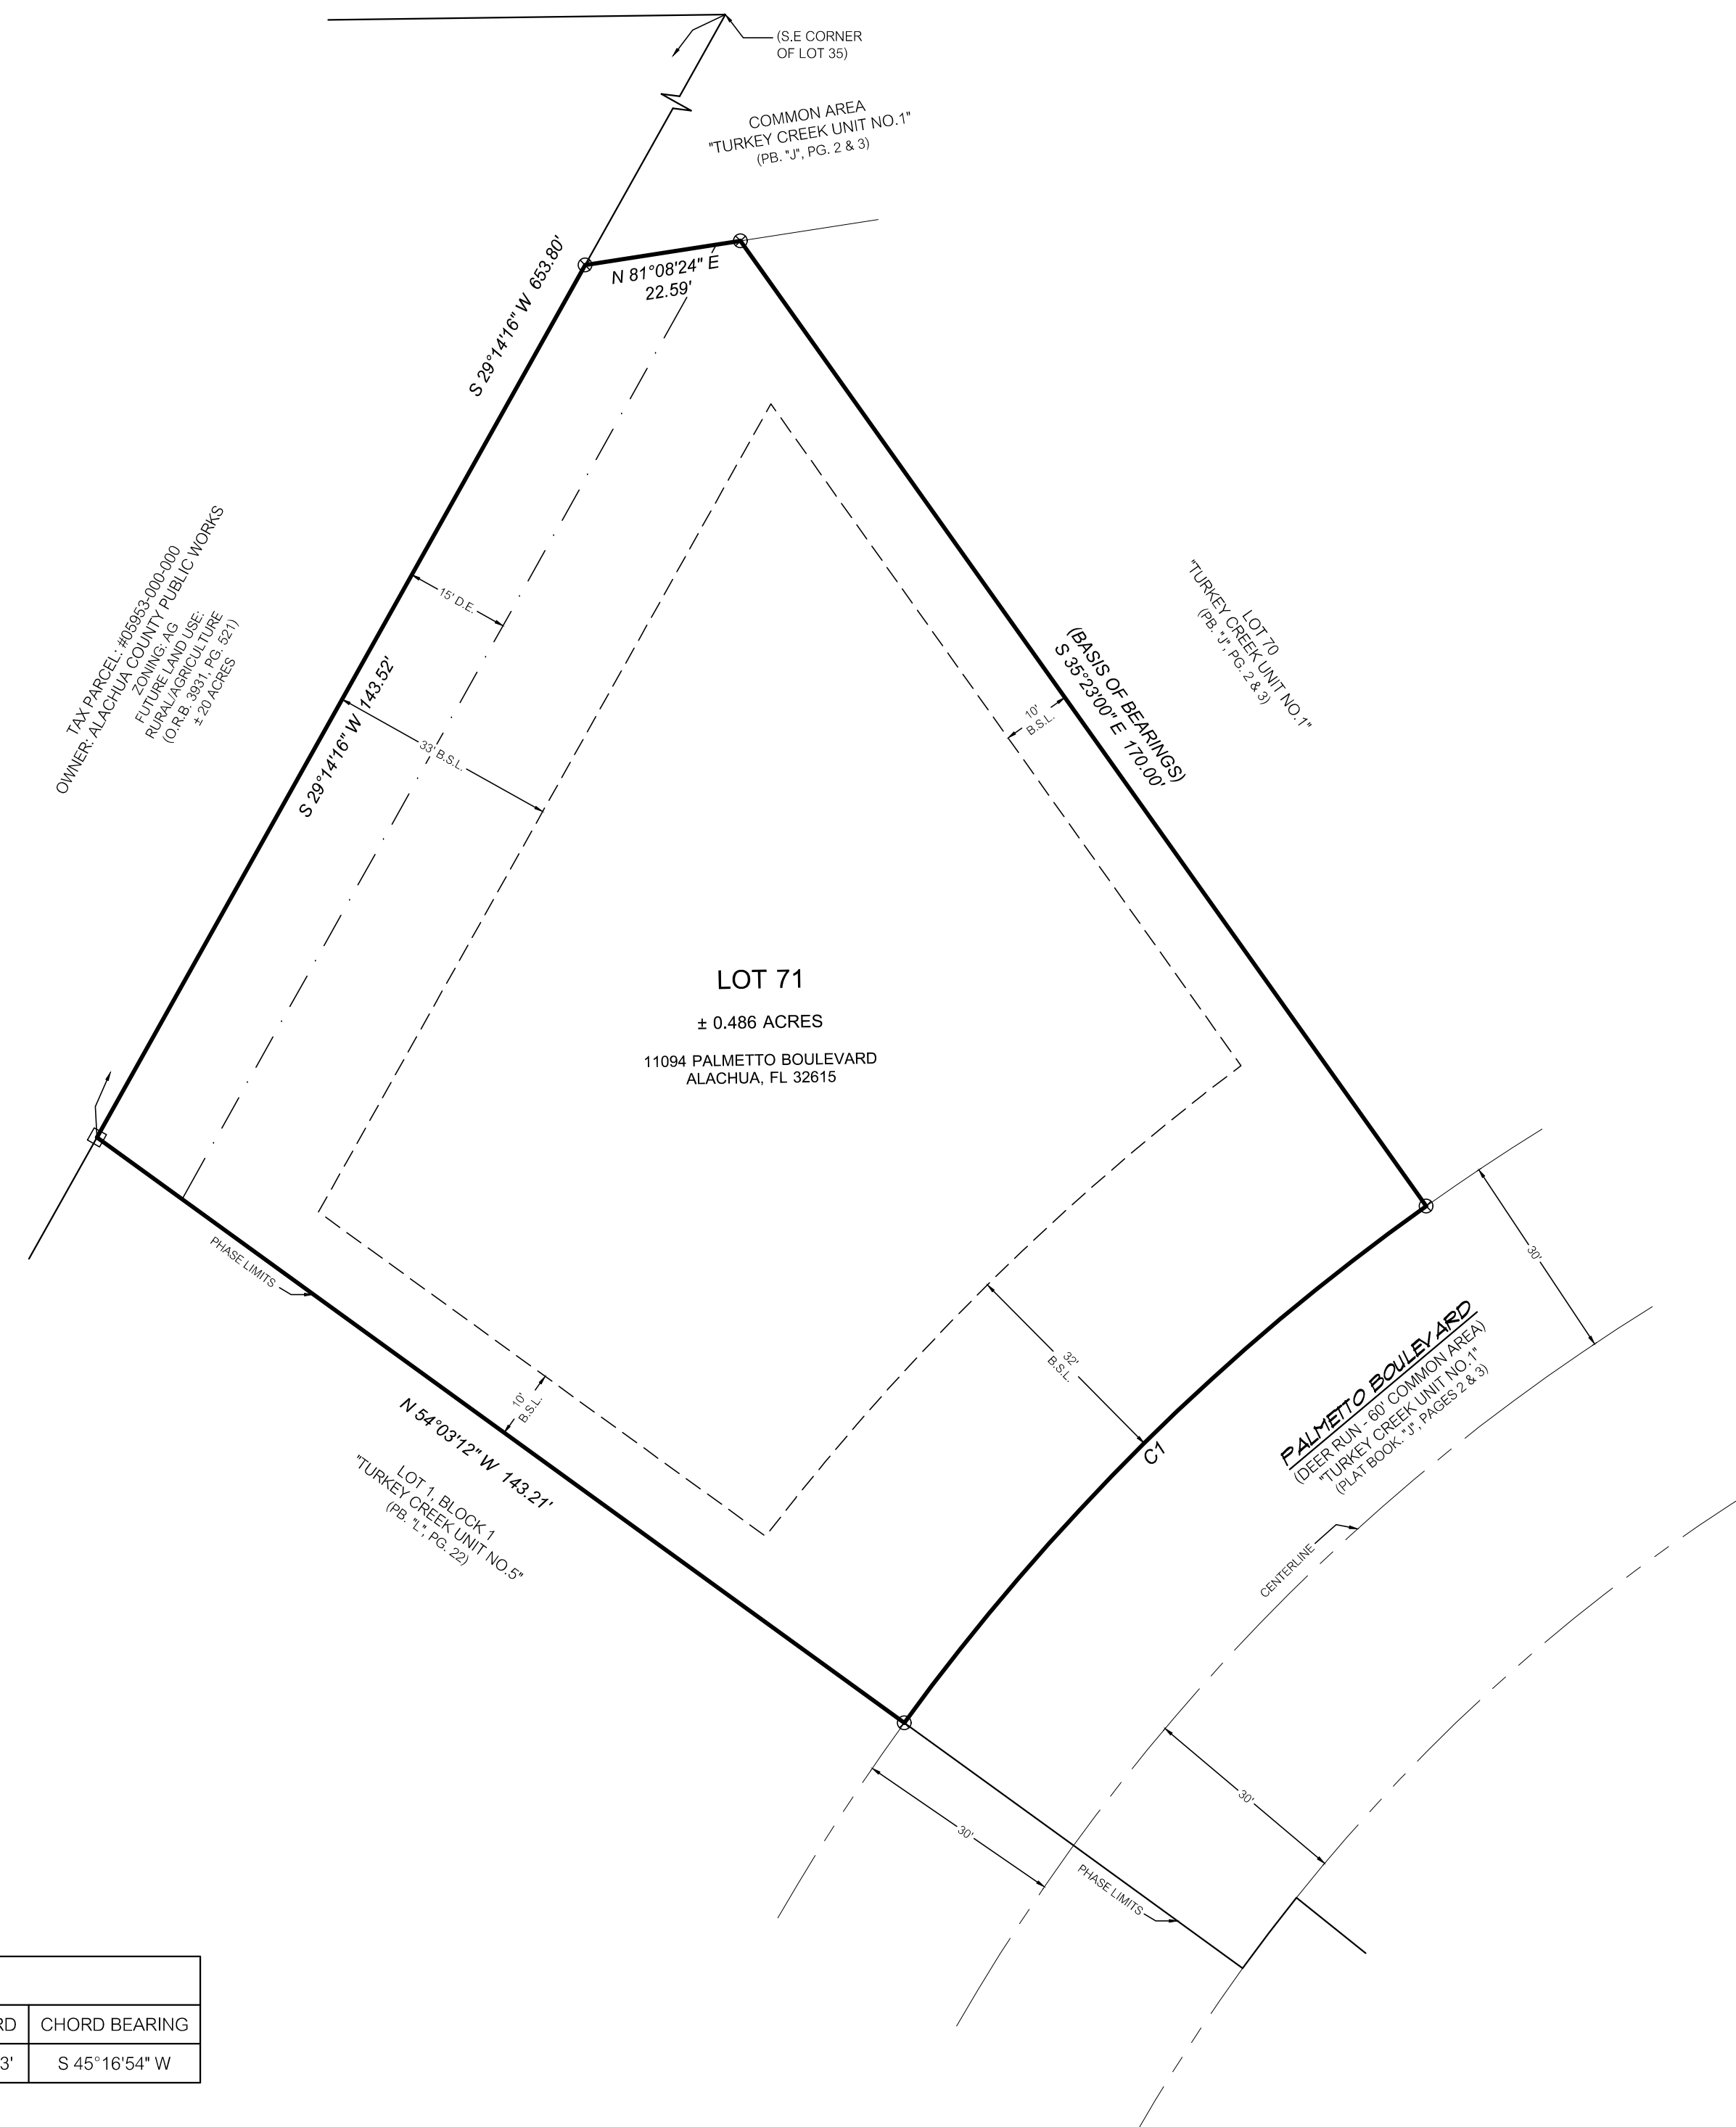 (S.E CORNER
OF LOT 35)
COMMON AREA
"TURKEY CREEK UNIT NO.1"
(PB. "J", PG. 2 & 3)
S 29°14'16" W 653.80'
N 81°08'24" E
22.59'
TAX PARCEL: #05953-000-000
OWNER: ALACHUA COUNTY PUBLIC WORKS
ZONING: AG
FUTURE LAND USE:
RURAL/AGRICULTURE
(O.R.B. 3931, PG. 521)
± 20 ACRES
15' D.E.
S 29°14'16" W 143.52'
33' B.S.L.
(BASIS OF BEARINGS)
S 35°23'00" E 170.00'
10'
B.S.L.
LOT 70
"TURKEY CREEK UNIT NO.1"
(PB. "J", PG. 2 & 3)
LOT 71
± 0.486 ACRES
11094 PALMETTO BOULEVARD
ALACHUA, FL 32615
PHASE LIMITS
10'
B.S.L.
N 54°03'12" W 143.21'
LOT 1, BLOCK 1
"TURKEY CREEK UNIT NO.5"
(PB. "L", PG. 22)
32'
B.S.L.
C1
30'
PALMETTO BOULEVARD
(DEER RUN - 60' COMMON AREA)
"TURKEY CREEK UNIT NO.1"
(PLAT BOOK. "J", PAGES 2 & 3)
CENTERLINE
30'
30'
PHASE LIMITS
RD
CHORD BEARING
3'
S 45°16'54" W